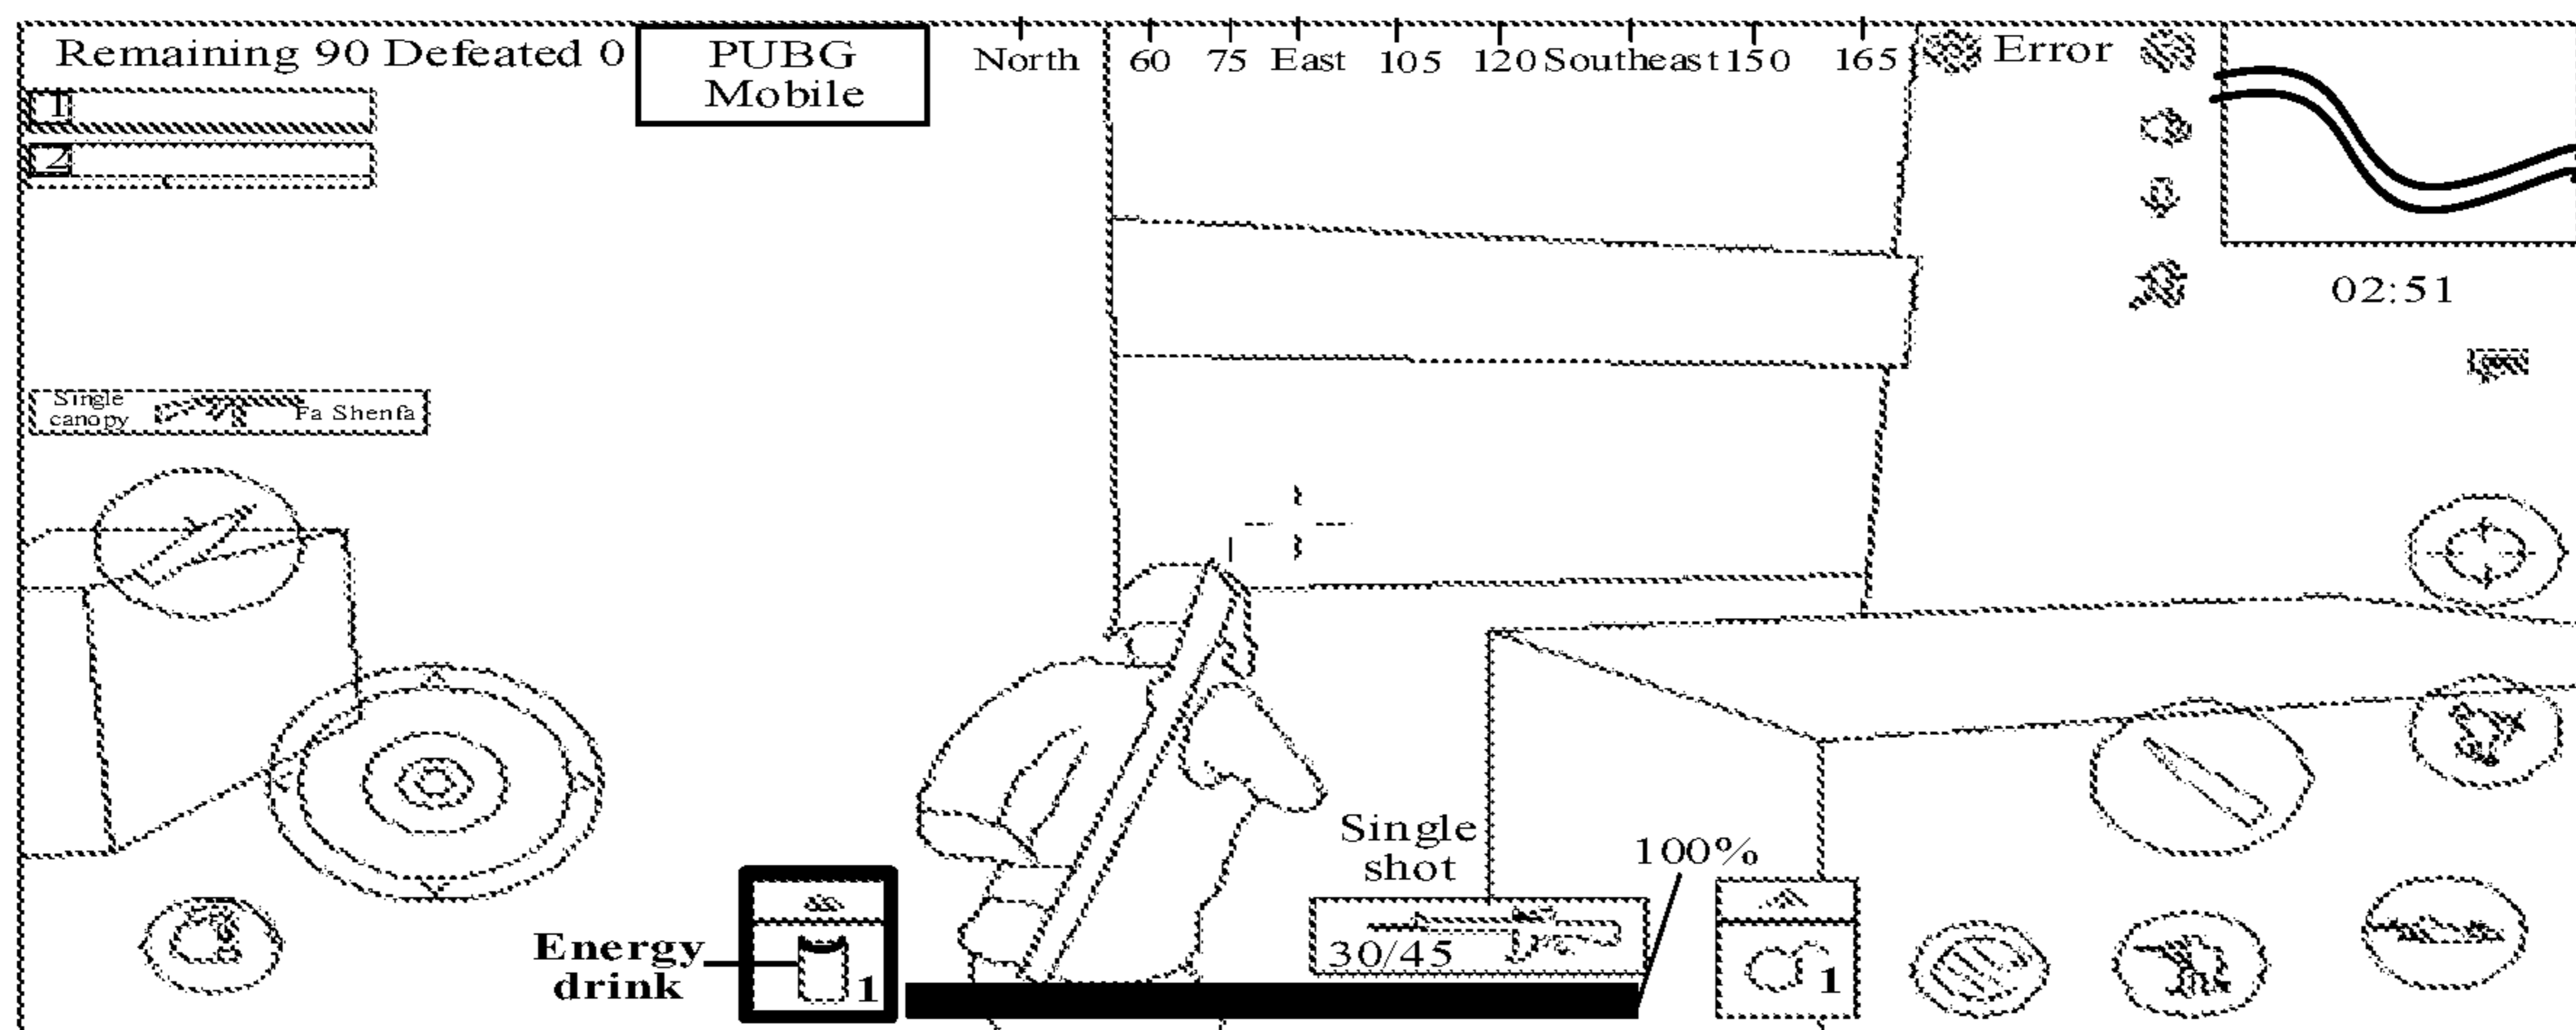 Remaining 90 Defeated 0
PUBG
Mobile
North 60 75 East 105 120 Southeast 150 165
Error
1
2
02:51
Single
canopy
Fa Shenfa
Single
shot
100%
30/45
Energy
drink
1
1